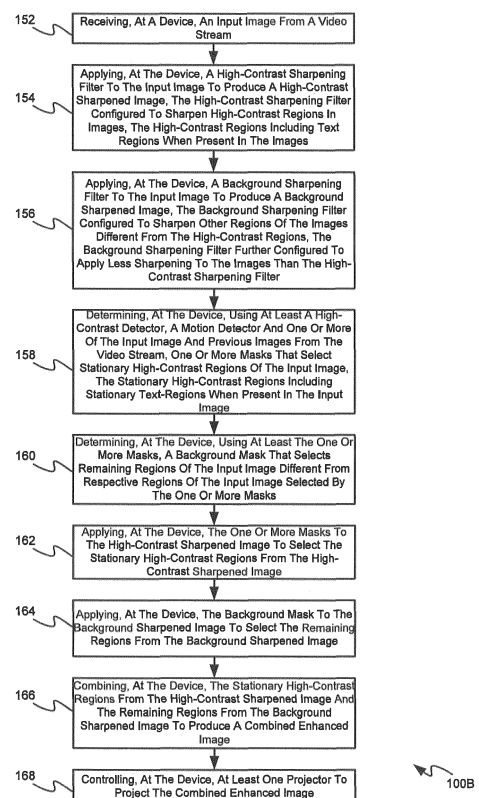 152
Receiving, At A Device, An Input Image From A Video
Stream
154
Applying, At The Device, A High-Contrast Sharpening
Filter To The Input Image To Produce A High-Contrast
Sharpened Image, The High-Contrast Sharpening Filter
Configured To Sharpen High-Contrast Regions In
Images, The High-Contrast Regions Including Text
Regions When Present In The Images
156
Applying, At The Device, A Background Sharpening
Filter To The Input Image To Produce A Background
Sharpened Image, The Background Sharpening Filter
Configured To Sharpen Other Regions Of The Images
Different From The High-Contrast Regions, The
Background Sharpening Filter Further Configured To
Apply Less Sharpening To The Images Than The High-
Contrast Sharpening Filter
158
Determining, At The Device, Using At Least A High-
Contrast Detector, A Motion Detector And One Or More
Of The Input Image And Previous Images From The
Video Stream, One Or More Masks That Select
Stationary High-Contrast Regions Of The Input Image,
The Stationary High-Contrast Regions Including
Stationary Text-Regions When Present In The Input
Image
160
Determining, At The Device, Using At Least The One Or
More Masks, A Background Mask That Selects
Remaining Regions Of The Input Image Different From
Respective Regions Of The Input Image Selected By
The One Or More Masks
162
Applying, At The Device, The One Or More Masks To
The High-Contrast Sharpened Image To Select The
Stationary High-Contrast Regions From The High-
Contrast Sharpened Image
164
Applying, At The Device, The Background Mask To The
Background Sharpened Image To Select The Remaining
Regions From The Background Sharpened Image
166
Combining, At The Device, The Stationary High-Contrast
Regions From The High-Contrast Sharpened Image And
The Remaining Regions From The Background
Sharpened Image To Produce A Combined Enhanced
Image
168
Controlling, At The Device, At Least One Projector To
Project The Combined Enhanced Image
100B